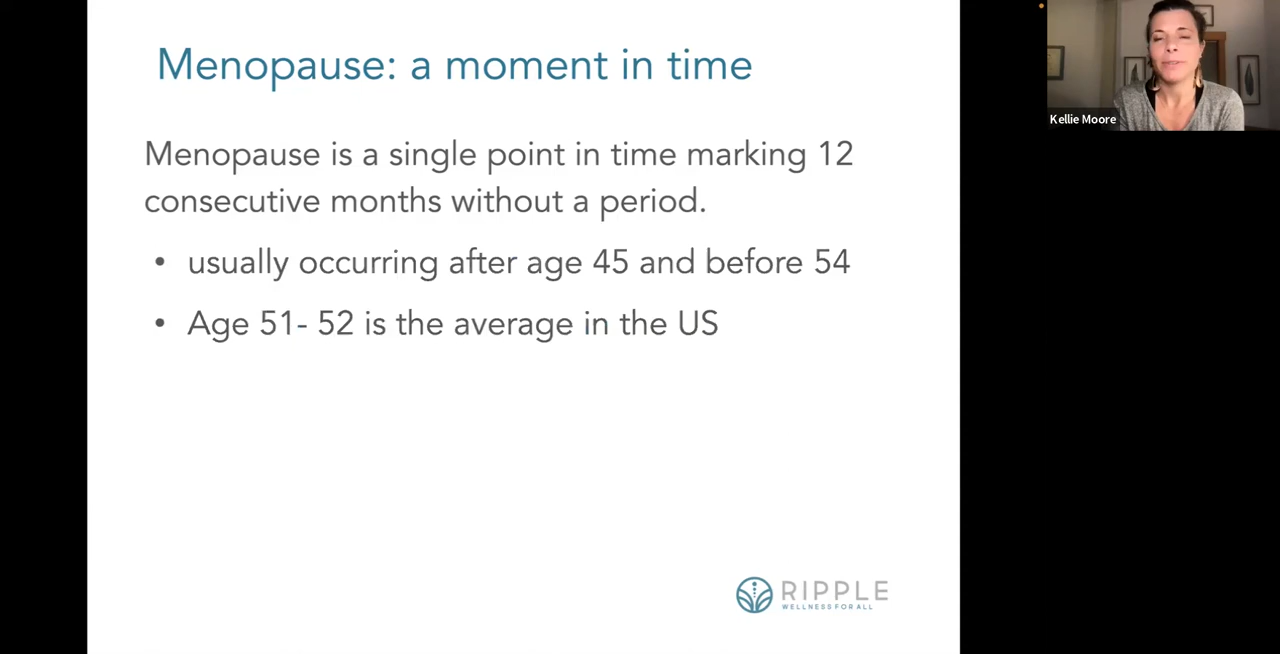 Menopause: a moment in time
Menopause is a single point in time marking 12
consecutive months without a period.
• usually occurring after age 45 and before 54
• Age 51- 52 is the average in the US
RIPPLE
WELLNESS FOR ALL
Kellie Moore